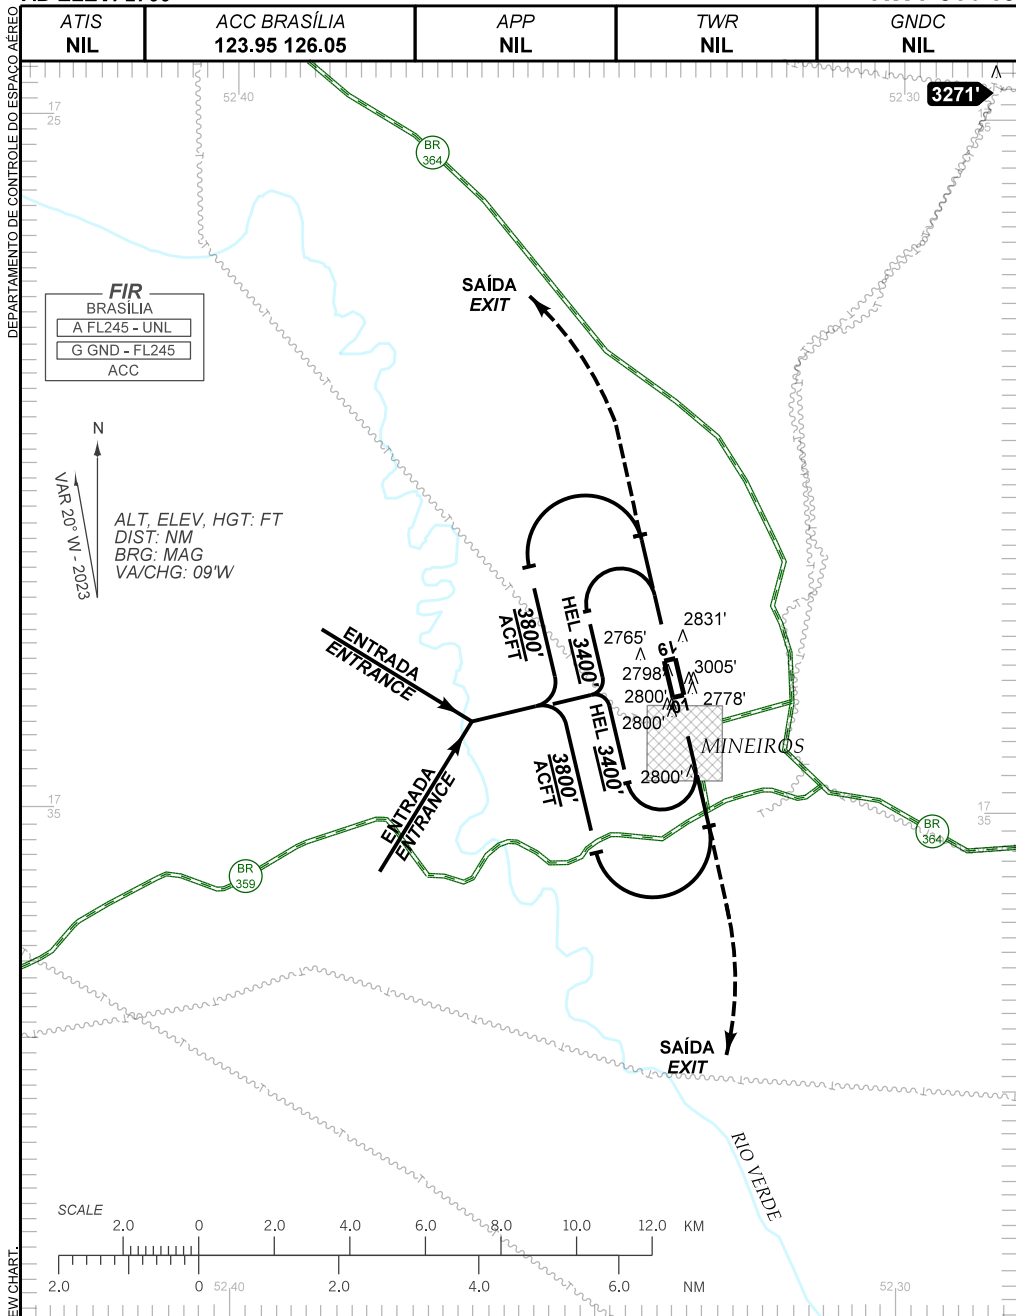 ATIS
NIL
ACC BRASÍLIA
123.95 126.05
APP
NIL
TWR
NIL
GNDC
NIL
DEPARTAMENTO DE CONTROLE DO ESPAÇO AÉREO
52 40
52 30
3271'
17
25
BR
364
SAÍDA
EXIT
FIR
BRASÍLIA
A FL245 - UNL
G GND - FL245
ACC
N
VAR 20° W - 2023
ALT, ELEV, HGT: FT
DIST: NM
BRG: MAG
VA/CHG: 09'W
3800'
ACFT
HEL 3400'
2831'
2765'
19
ENTRADA
ENTRANCE
2798'
3005'
2800'
2778'
01
2800'
HEL 3400'
3800'
ACFT
MINEIROS
2800'
ENTRADA
ENTRANCE
17
35
17
35
BR
364
BR
359
SAÍDA
EXIT
RIO VERDE
SCALE
2.0 0 2.0 4.0 6.0 8.0 10.0 12.0 KM
2.0 0 2.0 4.0 6.0 NM
52 40
52 30
EW CHART.